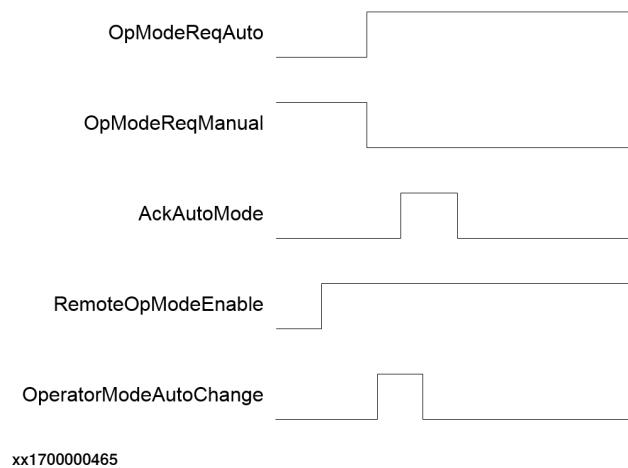 OpModeReqAuto
OpModeReqManual
AckAutoMode
RemoteOpModeEnable
OperatorModeAutoChange
xx1700000465